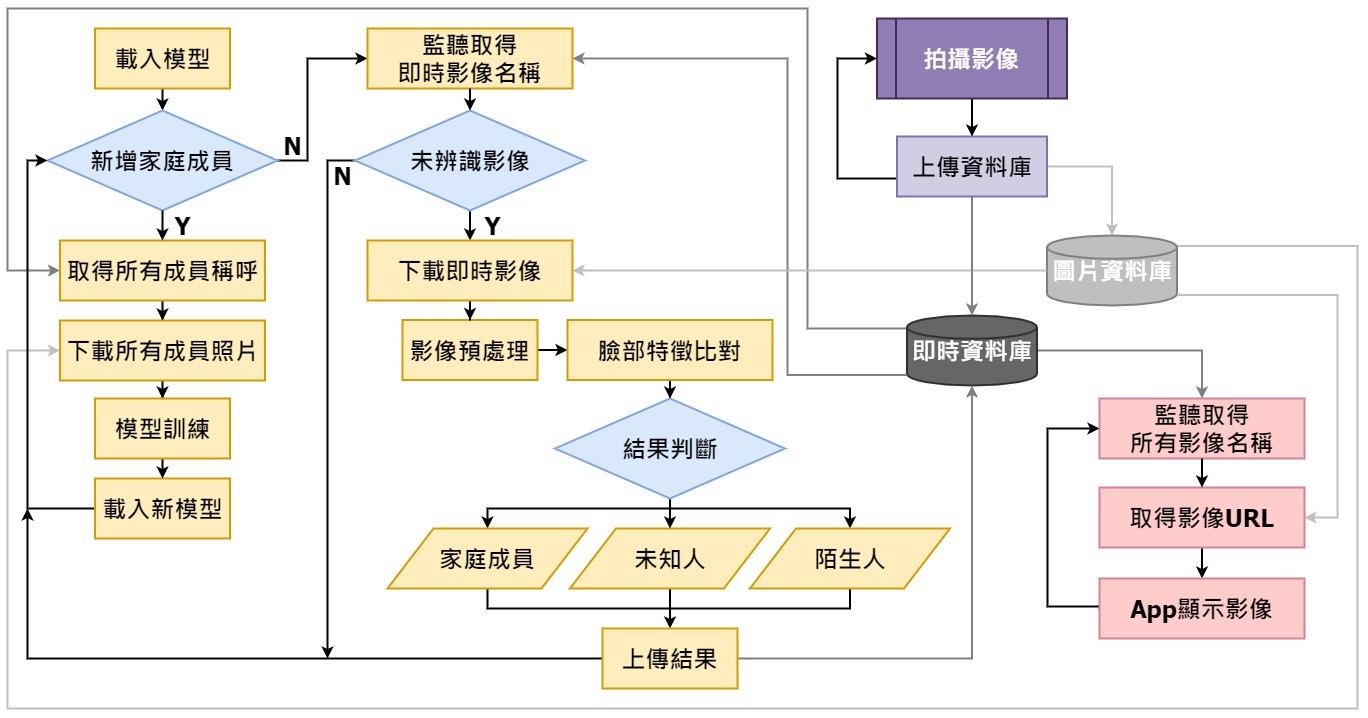 載入模型
新增家庭成員
N
Y
取得所有成員稱呼
下載所有成員照片
模型訓練
載入新模型
監聽取得
即時影像名稱
未辨識影像
N
Y
下載即時影像
影像預處理
臉部特徵比對
結果判斷
家庭成員
未知人
陌生人
上傳結果
拍攝影像
上傳資料庫
圖片資料庫
即時資料庫
監聽取得
所有影像名稱
取得影像URL
App顯示影像